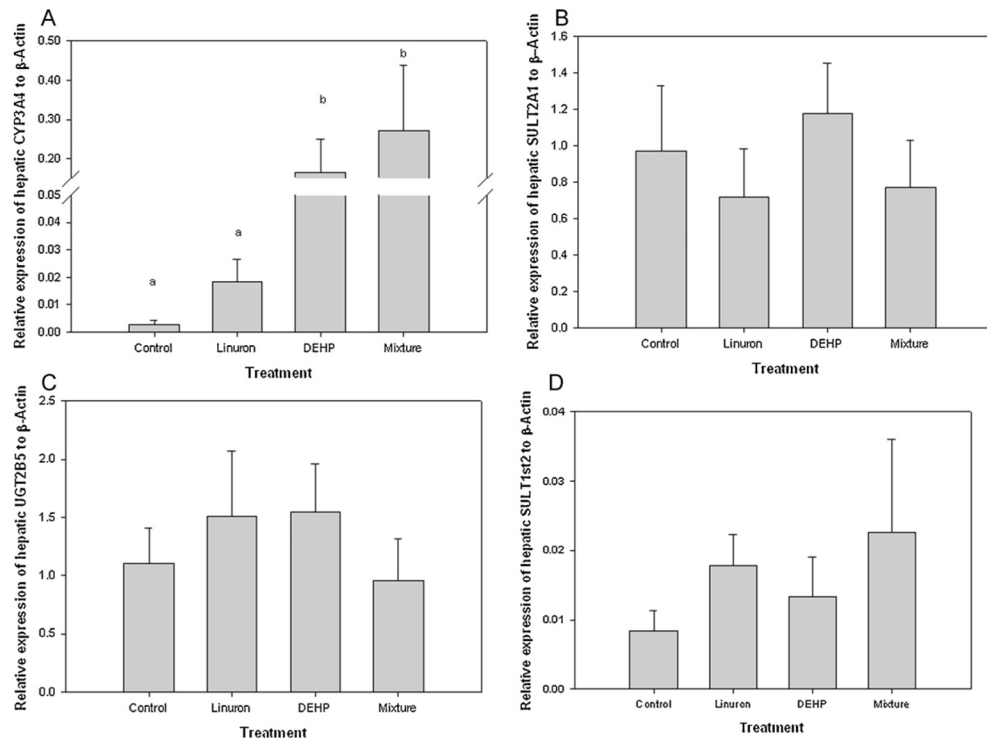 A
Relative expression of hepatic CYP3A4 to β-Actin
0.50
0.40
0.30
0.20
0.05
0.04
0.03
0.02
0.01
0.00
a
a
b
b
Control Linuron DEHP Mixture
Treatment
B
Relative expression of hepatic SULT2A1 to β-Actin
1.6
1.4
1.2
1.0
0.8
0.6
0.4
0.2
0.0
Control Linuron DEHP Mixture
Treatment
C
Relative expression of hepatic UGT2B5 to β-Actin
2.5
2.0
1.5
1.0
0.5
0.0
Control Linuron DEHP Mixture
Treatment
D
Relative expression of hepatic SULT1st2 to β-Actin
0.04
0.03
0.02
0.01
0.00
Control Linuron DEHP Mixture
Treatment